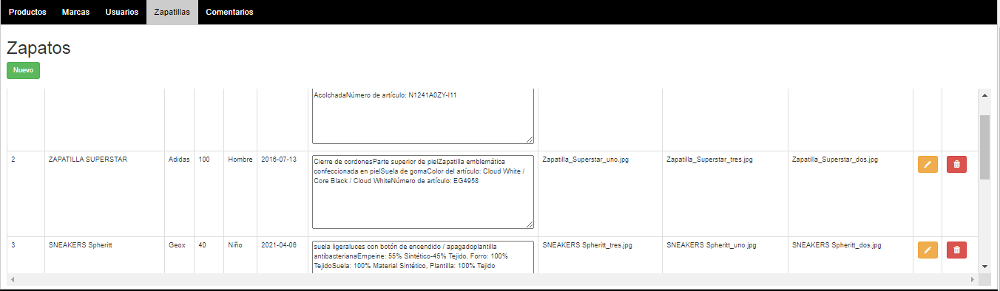 Productos Marcas Usuarios Zapatillas Comentarios
Zapatos
Nuevo
AcolchadaNúmero de artículo: N1241A0ZY-I11
2 ZAPATILLA SUPERSTAR Adidas 100 Hombre 2016-07-13 Cierre de cordonesParte superior de pielZapatilla emblemática Zapatilla_Superstar_uno.jpg Zapatilla_Superstar_tres.jpg Zapatilla_Superstar_dos.jpg
confeccionada en pielSuela de gomaColor del artículo: Cloud White /
Core Black / Cloud WhiteNúmero de artículo: EG4958
3 SNEAKERS Spheritt Geox 40 Niño 2021-04-06 suela ligeraluces con botón de encendido / apagadoplantilla SNEAKERS Spheritt_tres.jpg SNEAKERS Spheritt_uno.jpg SNEAKERS Spheritt_dos.jpg
antibacterianaEmpeine: 55% Sintético-45% Tejido, Forro: 100%
TejidoSuela: 100% Material Sintético, Plantilla: 100% Tejido